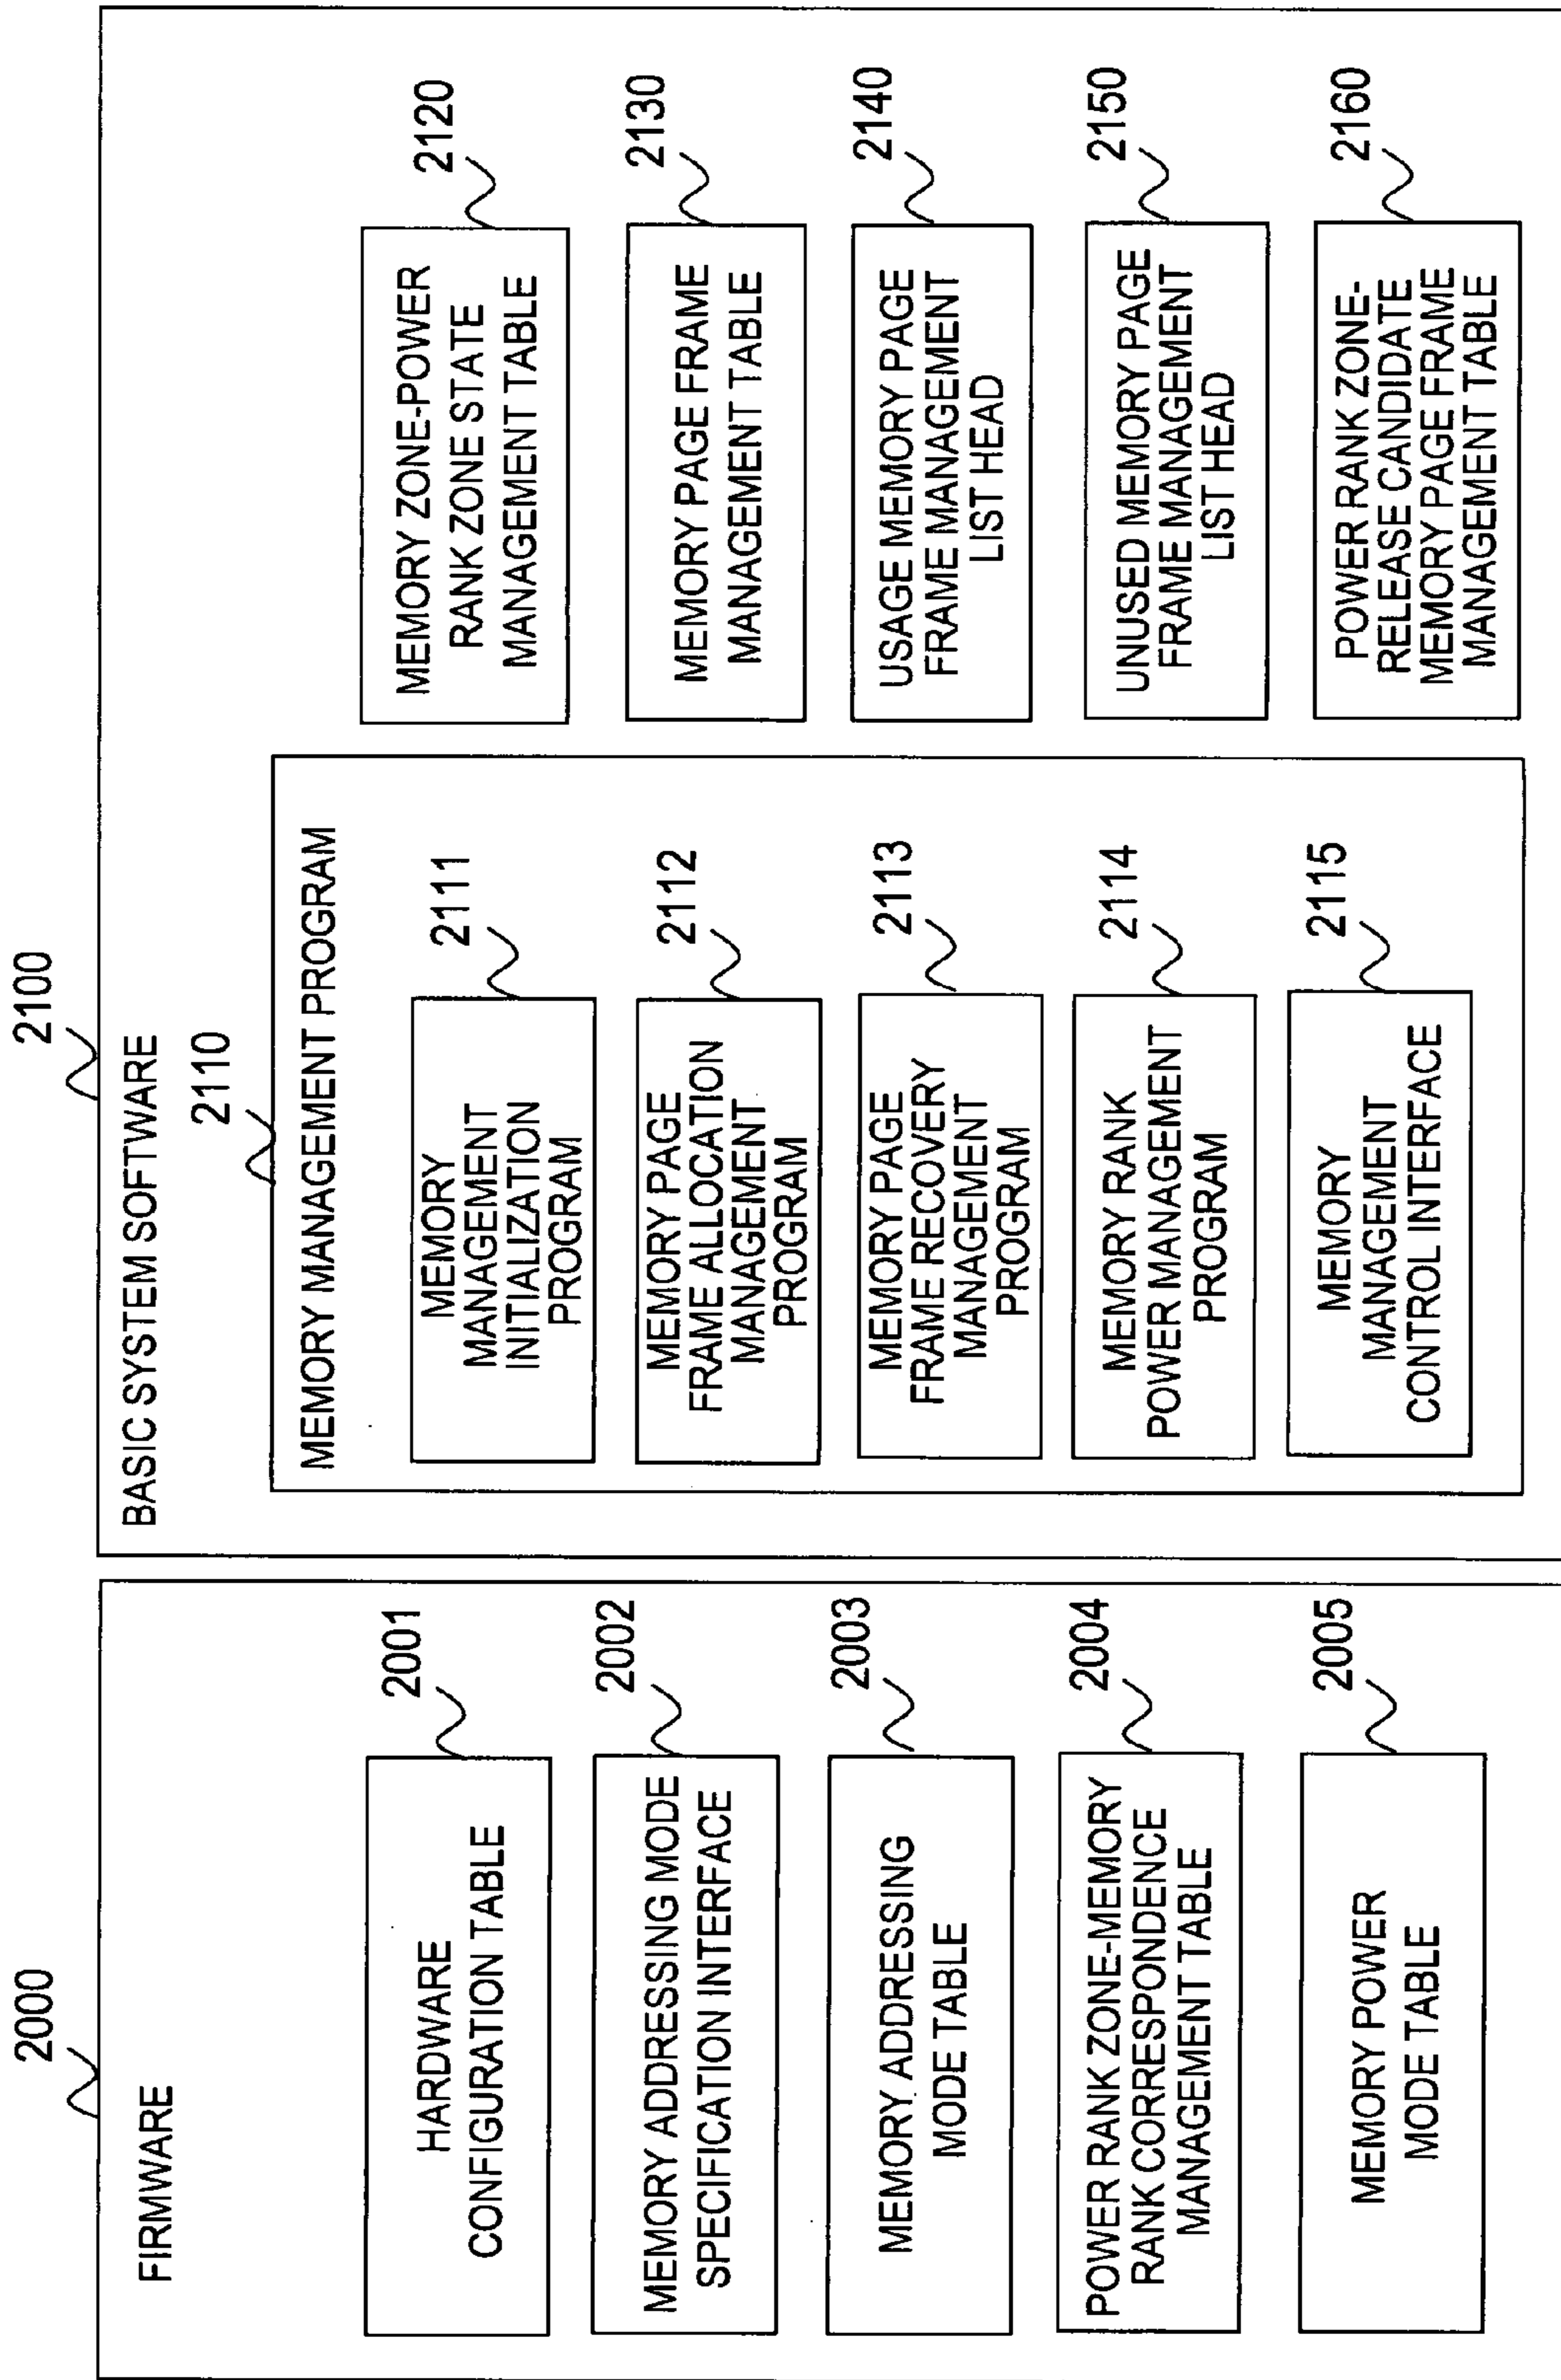 2000
FIRMWARE
2001
HARDWARE
CONFIGURATION TABLE
2002
MEMORY ADDRESSING MODE
SPECIFICATION INTERFACE
2003
MEMORY ADDRESSING
MODE TABLE
2004
POWER RANK ZONE-MEMORY
RANK CORRESPONDENCE
MANAGEMENT TABLE
2005
MEMORY POWER
MODE TABLE
2100
BASIC SYSTEM SOFTWARE
2110
MEMORY MANAGEMENT PROGRAM
2111
MEMORY
MANAGEMENT
INITIALIZATION
PROGRAM
2112
MEMORY PAGE
FRAME ALLOCATION
MANAGEMENT
PROGRAM
2113
MEMORY PAGE
FRAME RECOVERY
MANAGEMENT
PROGRAM
2114
MEMORY RANK
POWER MANAGEMENT
PROGRAM
2115
MEMORY
MANAGEMENT
CONTROL INTERFACE
2120
MEMORY ZONE-POWER
RANK ZONE STATE
MANAGEMENT TABLE
2130
MEMORY PAGE FRAME
MANAGEMENT TABLE
2140
USAGE MEMORY PAGE
FRAME MANAGEMENT
LIST HEAD
2150
UNUSED MEMORY PAGE
FRAME MANAGEMENT
LIST HEAD
2160
POWER RANK ZONE-
RELEASE CANDIDATE
MEMORY PAGE FRAME
MANAGEMENT TABLE